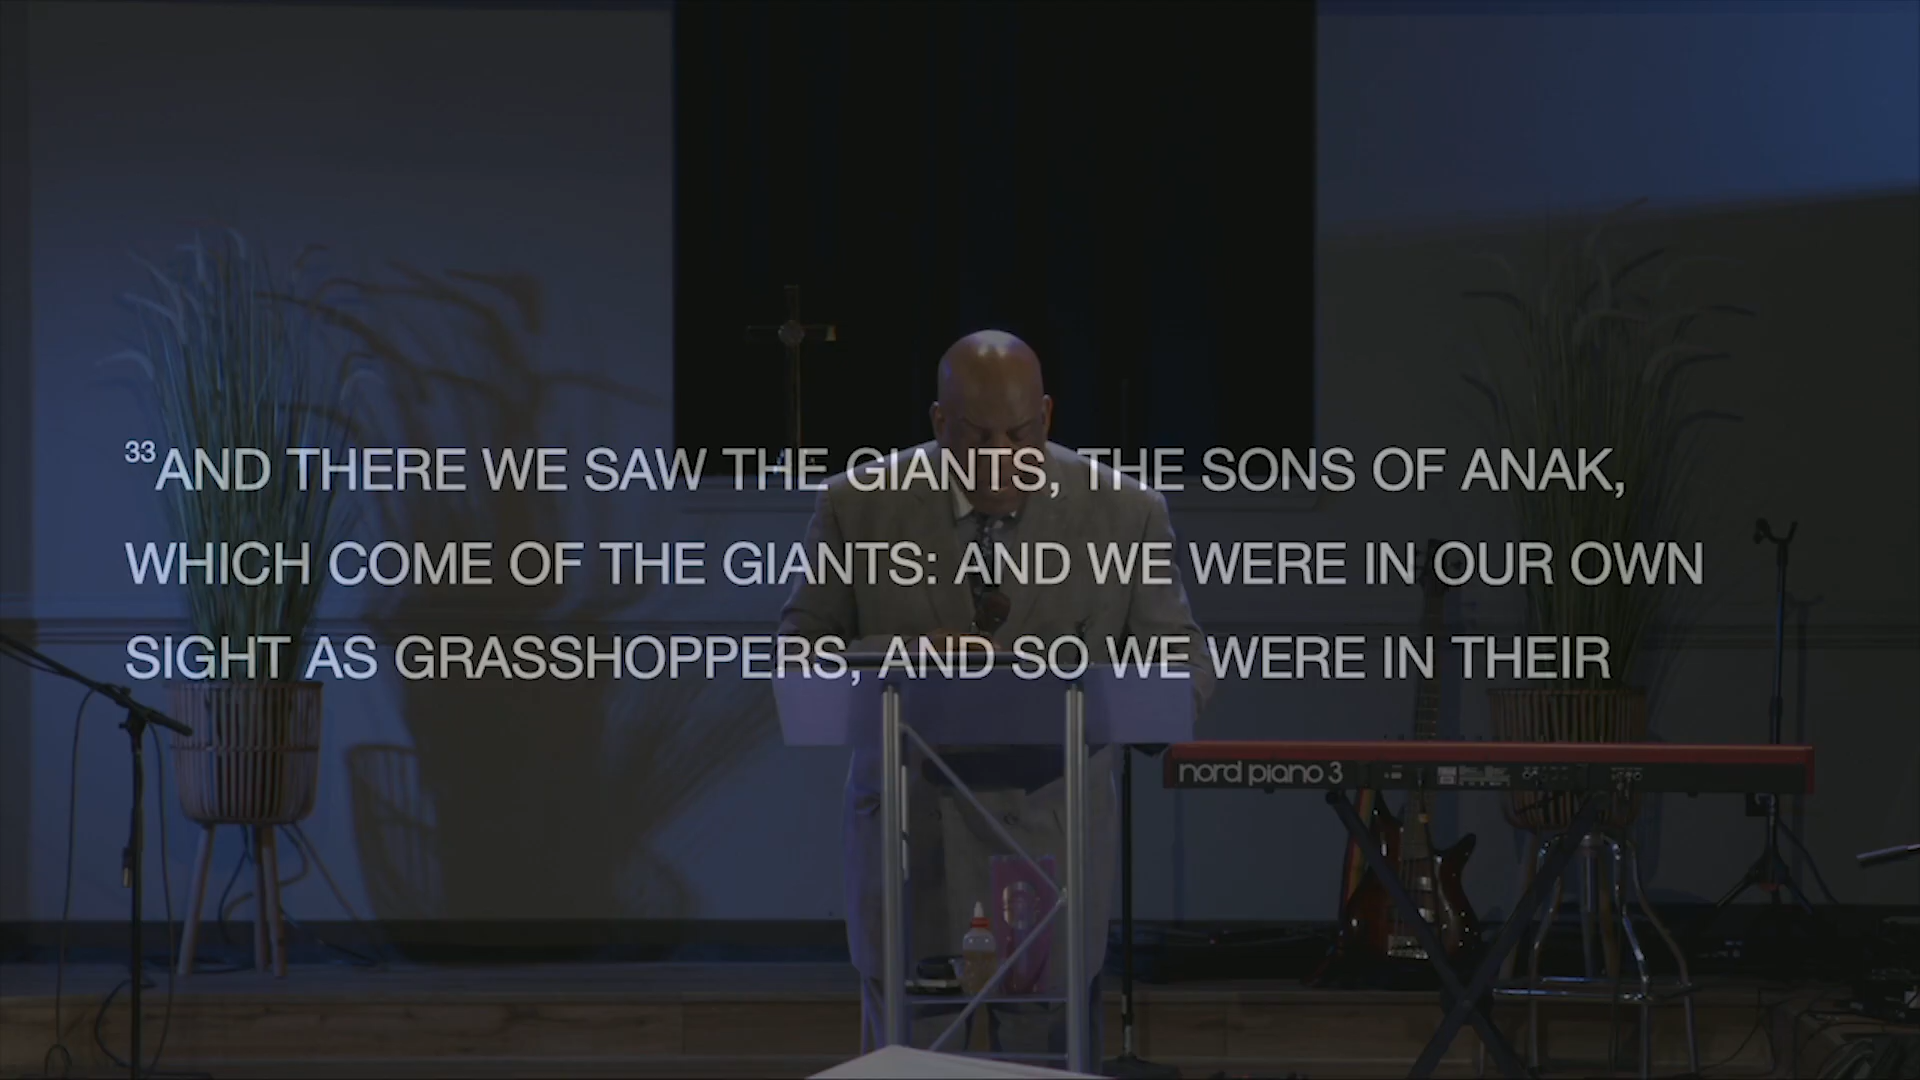 33AND THERE WE SAW THE GIANTS, THE SONS OF ANAK,
WHICH COME OF THE GIANTS: AND WE WERE IN OUR OWN
SIGHT AS GRASSHOPPERS, AND SO WE WERE IN THEIR
nord piano 3